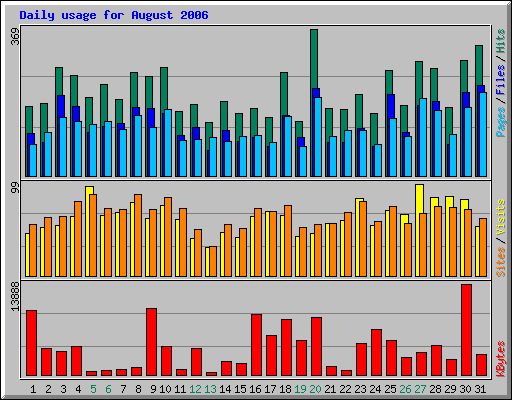 Daily usage for August 2006
369
Pages / Files / Hits
99
Sites / Visits
13888
KBytes
1 2 3 4 5 6 7 8 9 10 11 12 13 14 15 16 17 18 19 20 21 22 23 24 25 26 27 28 29 30 31